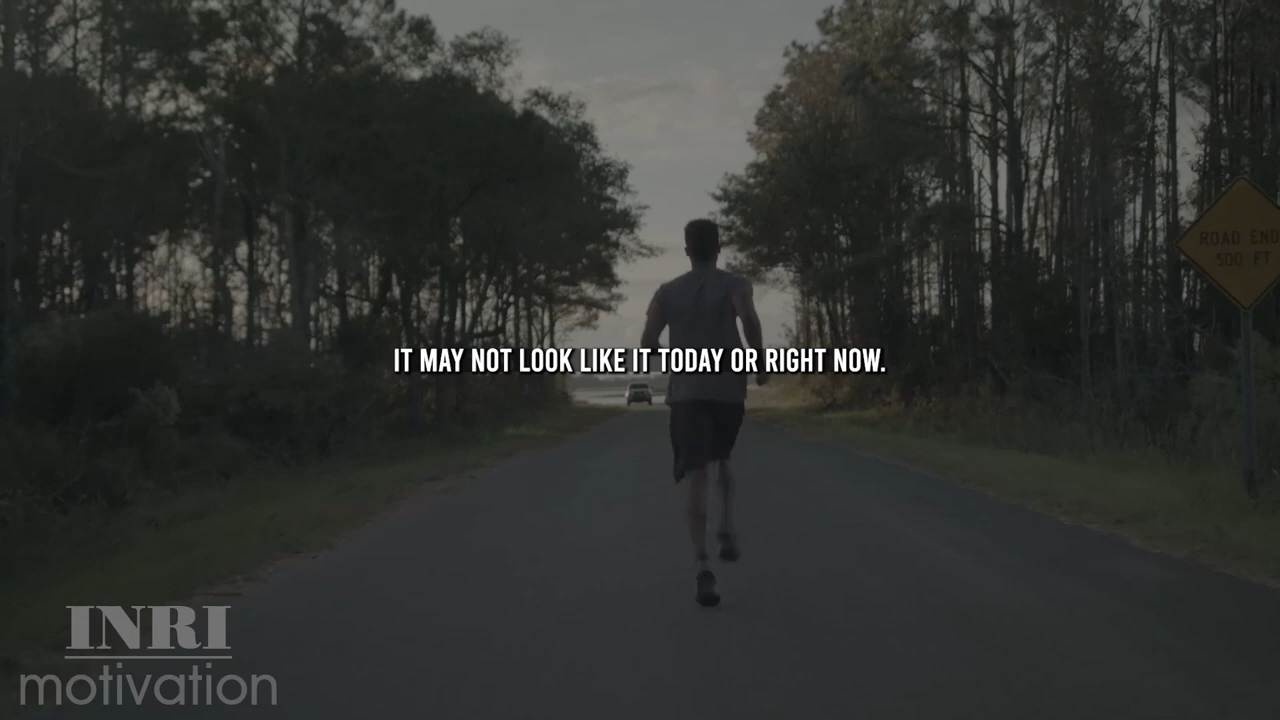 ROAD END
500 FT
IT MAY NOT LOOK LIKE IT TODAY OR RIGHT NOW.
INRI
motivation